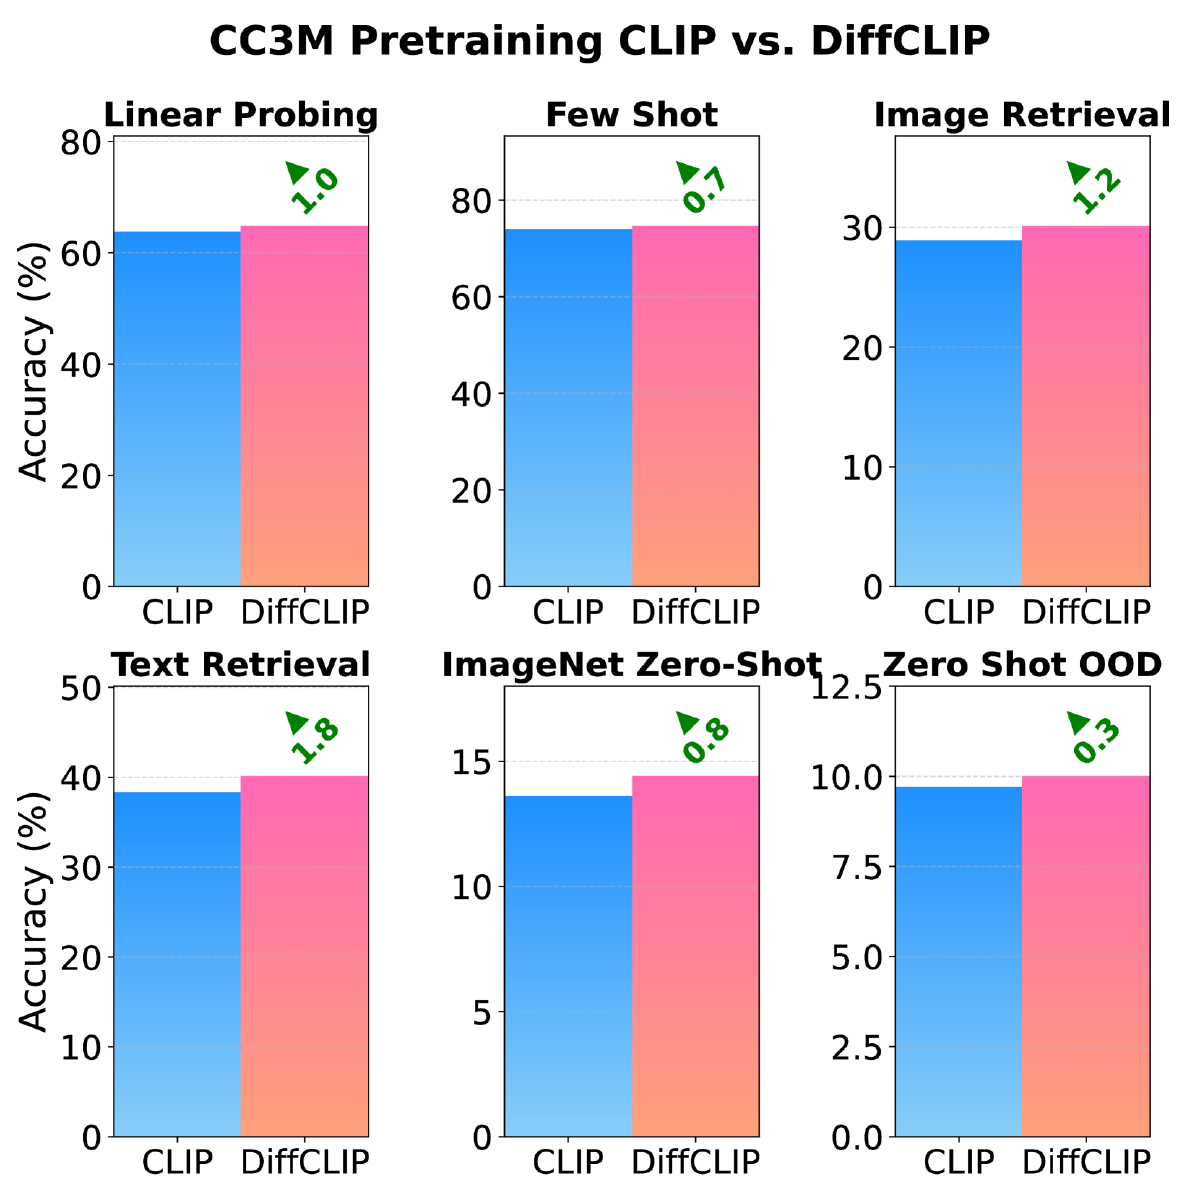 CC3M Pretraining CLIP vs. DiffCLIP
Linear Probing
Accuracy (%)
80
60
40
20
0
▲ 1.0
CLIP DiffCLIP
Few Shot
80
60
40
20
0
▲ 0.7
CLIP DiffCLIP
Image Retrieval
30
20
10
0
▲ 1.2
CLIP DiffCLIP
Text Retrieval
Accuracy (%)
50
40
30
20
10
0
▲ 1.8
CLIP DiffCLIP
ImageNet Zero-Shot
15
10
5
0
▲ 0.8
CLIP DiffCLIP
Zero Shot OOD
12.5
10.0
7.5
5.0
2.5
0.0
▲ 0.3
CLIP DiffCLIP